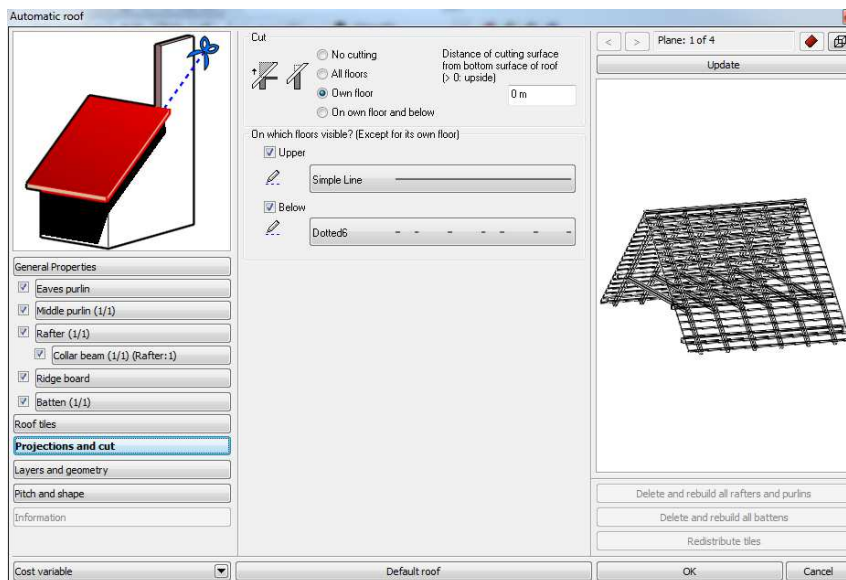 Automatic roof
General Properties
Eaves purlin
Middle purlin (1/1)
Rafter (1/1)
Collar beam (1/1) (Rafter:1)
Ridge board
Batten (1/1)
Roof tiles
Projections and cut
Layers and geometry
Pitch and shape
Information
Cost variable
Cut
No cutting
All floors
Own floor
On own floor and below
Distance of cutting surface
from bottom surface of roof
(> 0: upside)
0 m
On which floors visible? (Except for its own floor)
Upper
Simple Line
Below
Dotted6
Default roof
< > Plane: 1 of 4
Update
Delete and rebuild all rafters and purlins
Delete and rebuild all battens
Redistribute tiles
OK Cancel